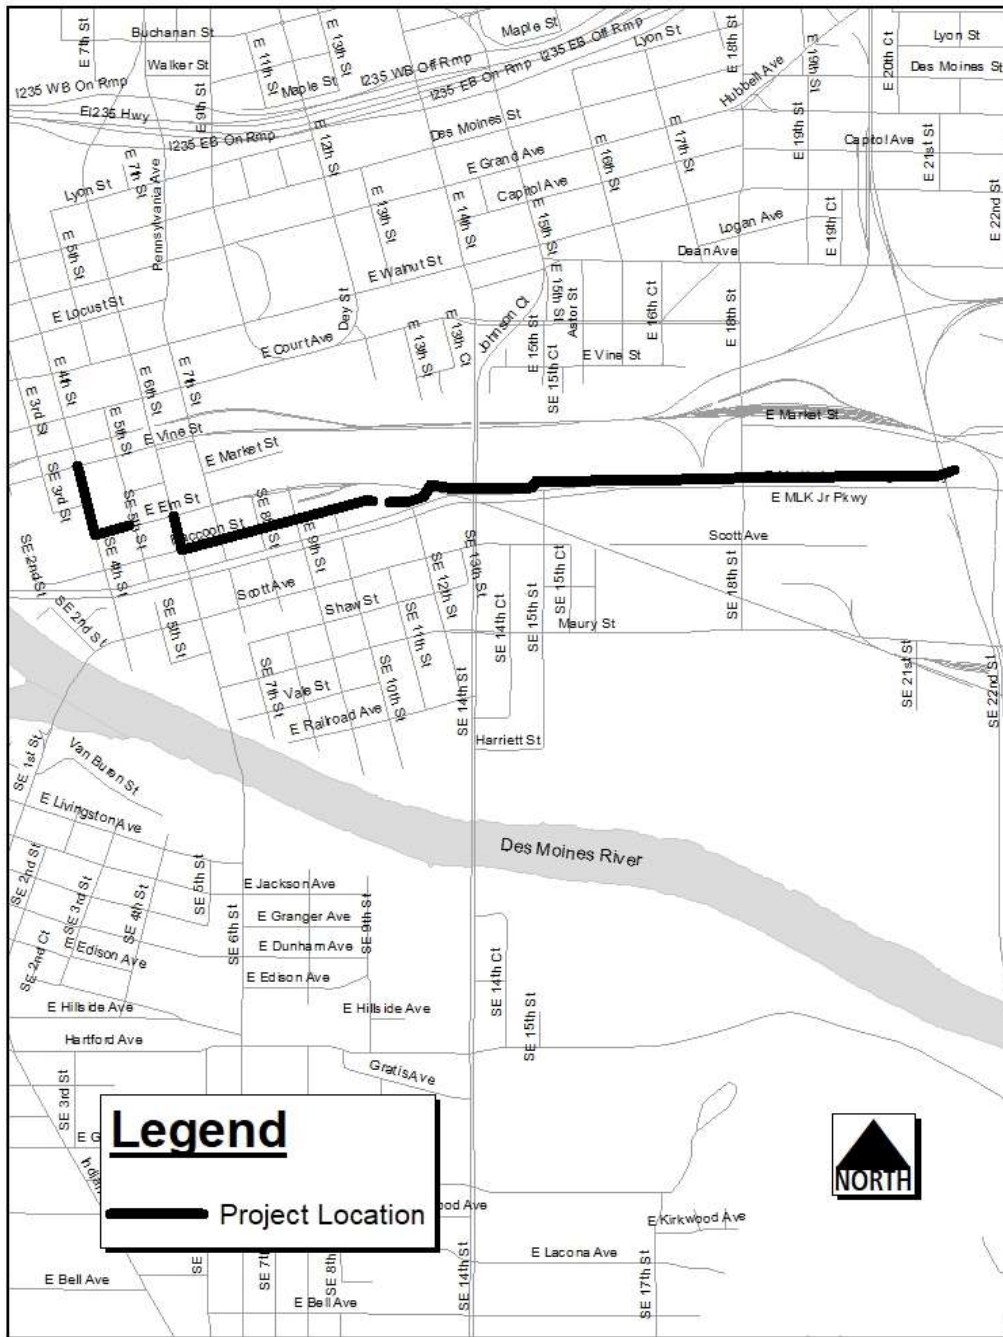 Buchanan St
Maple St
E 7th St
E 11th St
E 13th St
I235 EB Off Rmp
Lyon St
E 18th St
E 19th St
E 20th Ct
Lyon St
Walker St
I235 WB Off Rmp
Des Moines St
I235 WB On Rmp
Maple St
I235 EB On Rmp
Hubbell Ave
E I235 Hwy
E 9th St
I235 EB On Rmp
E 12th St
Des Moines St
E 16th St
E 17th St
E 19th St
Capitol Ave
E 21st St
E 22nd St
E Grand Ave
Lyon St
E 7th St
Pennsylvania Ave
E 13th St
E 14th St
Capitol Ave
E 15th St
Logan Ave
E 19th Ct
Dean Ave
E 5th St
E Walnut St
E Locust St
Dey St
E Court Ave
E 13th St
E 13th Ct
Johnson Ct
E 15th St
E 15th St
Astor St
E 16th Ct
E 18th St
E Vine St
E 15th Ct
E 3rd St
E 4th St
E 6th St
E 7th St
E 5th St
E Vine St
E Market St
E Market St
SE 3rd St
E Elm St
SE 5th St
E MLK Jr Pkwy
SE 9th St
SE 2nd St
SE 4th St
Scott Ave
Scott Ave
SE 13th St
SE 12th St
SE 15th Ct
SE 18th St
SE 2nd St
SE 5th St
Shaw St
SE 11th St
SE 14th Ct
SE 15th St
Maury St
SE 7th St
Vale St
SE 10th St
E Railroad Ave
SE 14th St
SE 21st St
SE 22nd St
Harriett St
SE 1st St
Van Buren St
E Livingston Ave
Des Moines River
SE 2nd St
SE 3rd St
SE 4th St
SE 5th St
E Jackson Ave
E Granger Ave
SE 6th St
E Dunham Ave
SE 9th St
SE 2nd Ct
E Edison Ave
E Edison Ave
SE 14th Ct
SE 15th St
E Hillside Ave
E Hillside Ave
Hartford Ave
SE 3rd St
Gratis Ave
E G
Legend
Project Location
NORTH
E Kirkwood Ave
E Lacona Ave
E Bell Ave
SE
SE 8th St
SE 14th St
SE 17th St
E Bell Ave